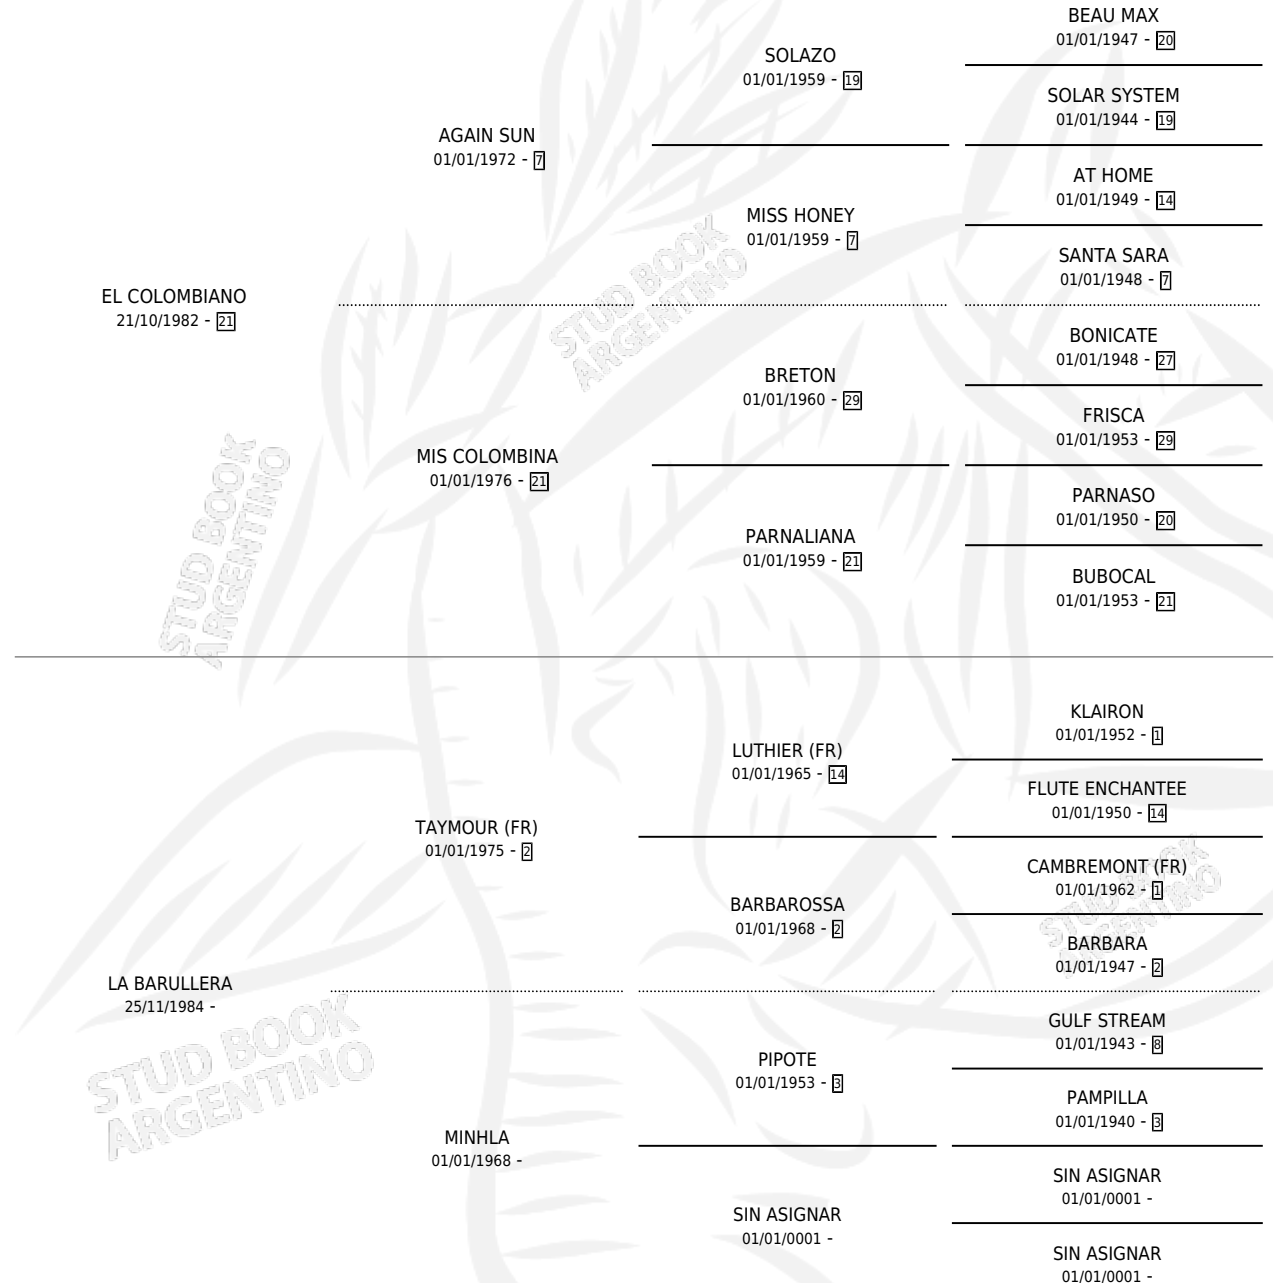 BEAU MAX
01/01/1947 - 20
SOLAZO
01/01/1959 - 19
SOLAR SYSTEM
01/01/1944 - 19
AGAIN SUN
01/01/1972 - 7
AT HOME
01/01/1949 - 14
MISS HONEY
01/01/1959 - 7
SANTA SARA
01/01/1948 - 7
EL COLOMBIANO
21/10/1982 - 21
BONICATE
01/01/1948 - 27
BRETON
01/01/1960 - 29
FRISCA
01/01/1953 - 29
MIS COLOMBINA
01/01/1976 - 21
PARNASO
01/01/1950 - 20
PARNALIANA
01/01/1959 - 21
BUBOCAL
01/01/1953 - 21
STUD BOOK
ARGENTINO
STUD BOOK
ARGENTINO
KLAIRON
01/01/1952 - 1
LUTHIER (FR)
01/01/1965 - 14
FLUTE ENCHANTEE
01/01/1950 - 14
TAYMOUR (FR)
01/01/1975 - 2
CAMBREMONT (FR)
01/01/1962 - 1
BARBAROSSA
01/01/1968 - 2
BARBARA
01/01/1947 - 2
LA BARULLERA
25/11/1984 -
GULF STREAM
01/01/1943 - 8
PIPOTE
01/01/1953 - 3
PAMPILLA
01/01/1940 - 3
MINHLA
01/01/1968 -
SIN ASIGNAR
01/01/0001 -
SIN ASIGNAR
01/01/0001 -
SIN ASIGNAR
01/01/0001 -
STUD BOOK
ARGENTINO
STUD BOOK
ARGENTINO